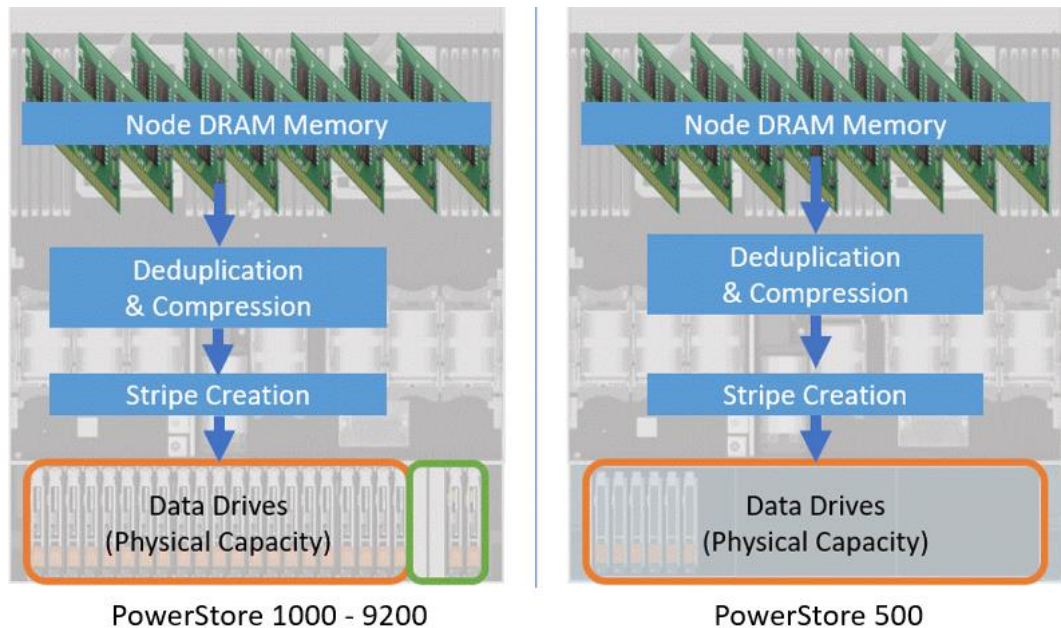 Node DRAM Memory
Deduplication
& Compression
Stripe Creation
Data Drives
(Physical Capacity)
PowerStore 1000 - 9200
Node DRAM Memory
Deduplication
& Compression
Stripe Creation
Data Drives
(Physical Capacity)
PowerStore 500